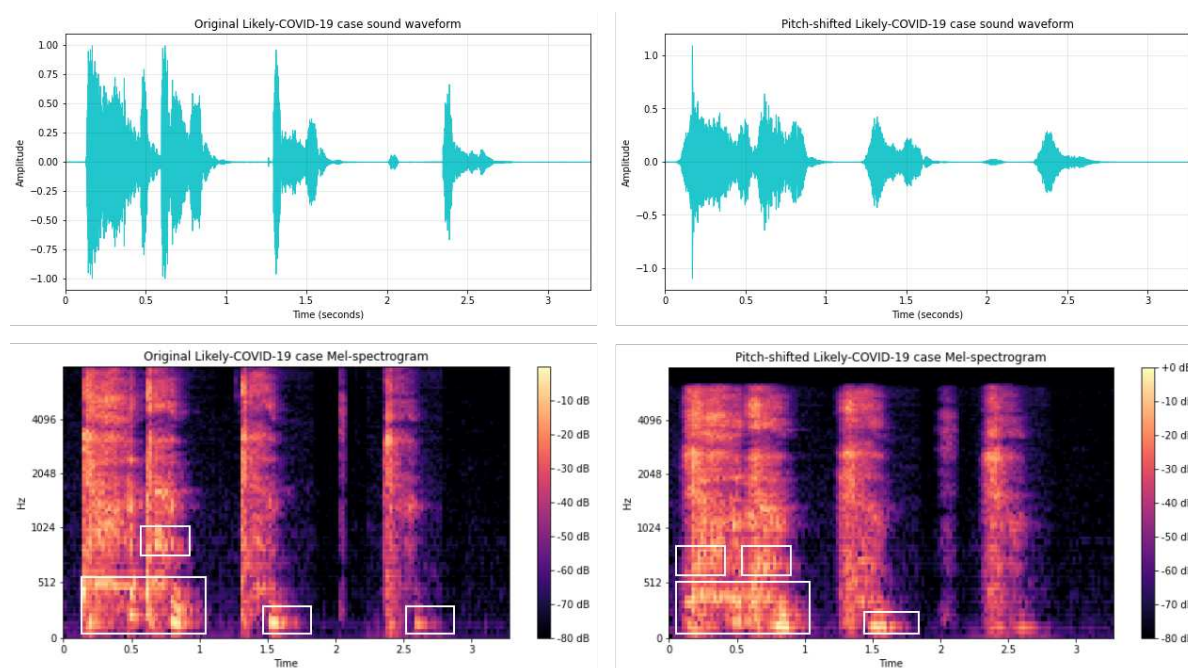 Original Likely-COVID-19 case sound waveform
1.00
0.75
0.50
0.25
0.00
−0.25
−0.50
−0.75
−1.00
Amplitude
0
0.5
1
1.5
2
2.5
3
Time (seconds)
Pitch-shifted Likely-COVID-19 case sound waveform
1.0
0.5
0.0
−0.5
−1.0
Amplitude
0
0.5
1
1.5
2
2.5
3
Time (seconds)
Original Likely-COVID-19 case Mel-spectrogram
4096
2048
1024
512
0
Hz
0
0.5
1
1.5
2
2.5
3
Time
-10 dB
-20 dB
-30 dB
-40 dB
-50 dB
-60 dB
-70 dB
-80 dB
Pitch-shifted Likely-COVID-19 case Mel-spectrogram
4096
2048
1024
512
0
Hz
0
0.5
1
1.5
2
2.5
3
Time
+0 dB
-10 dB
-20 dB
-30 dB
-40 dB
-50 dB
-60 dB
-70 dB
-80 dB